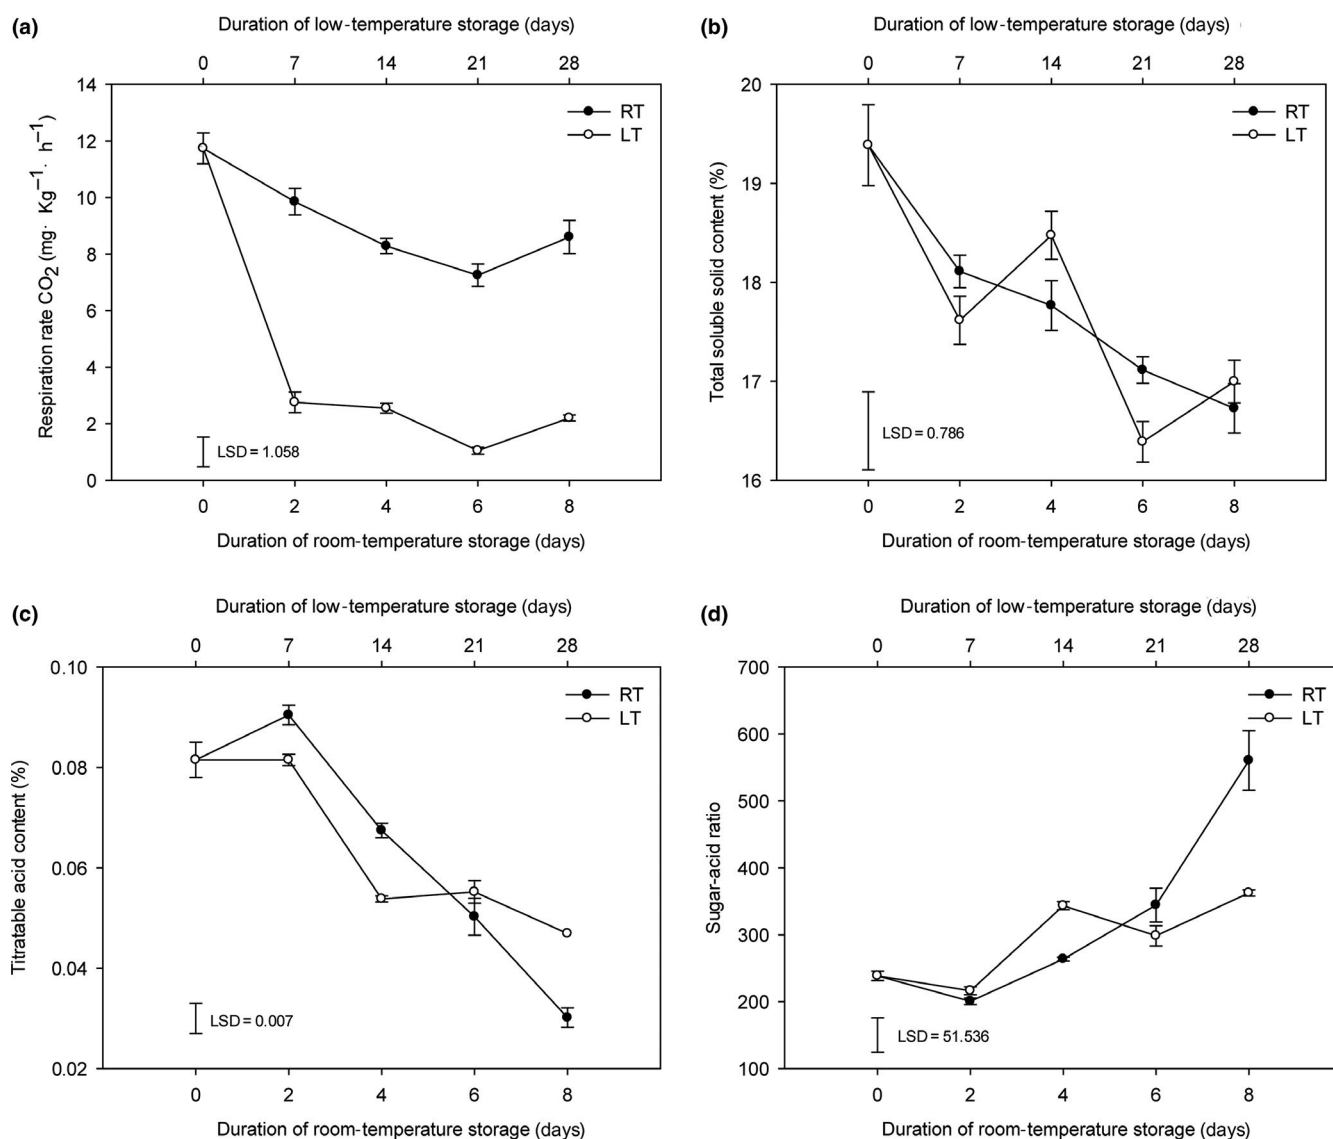 (a)
Duration of low-temperature storage (days)
0 7 14 21 28
14
12
10
8
6
4
2
0
Respiration rate CO₂ (mg· Kg⁻¹· h⁻¹)
RT
LT
LSD = 1.058
0 2 4 6 8
Duration of room-temperature storage (days)
(b)
Duration of low-temperature storage (days)
0 7 14 21 28
20
19
18
17
16
Total soluble solid content (%)
RT
LT
LSD = 0.786
0 2 4 6 8
Duration of room-temperature storage (days)
(c)
Duration of low-temperature storage (days)
0 7 14 21 28
0.10
0.08
0.06
0.04
0.02
Titratable acid content (%)
RT
LT
LSD = 0.007
0 2 4 6 8
Duration of room-temperature storage (days)
(d)
Duration of low-temperature storage (days)
0 7 14 21 28
700
600
500
400
300
200
100
Sugar-acid ratio
RT
LT
LSD = 51.536
0 2 4 6 8
Duration of room-temperature storage (days)